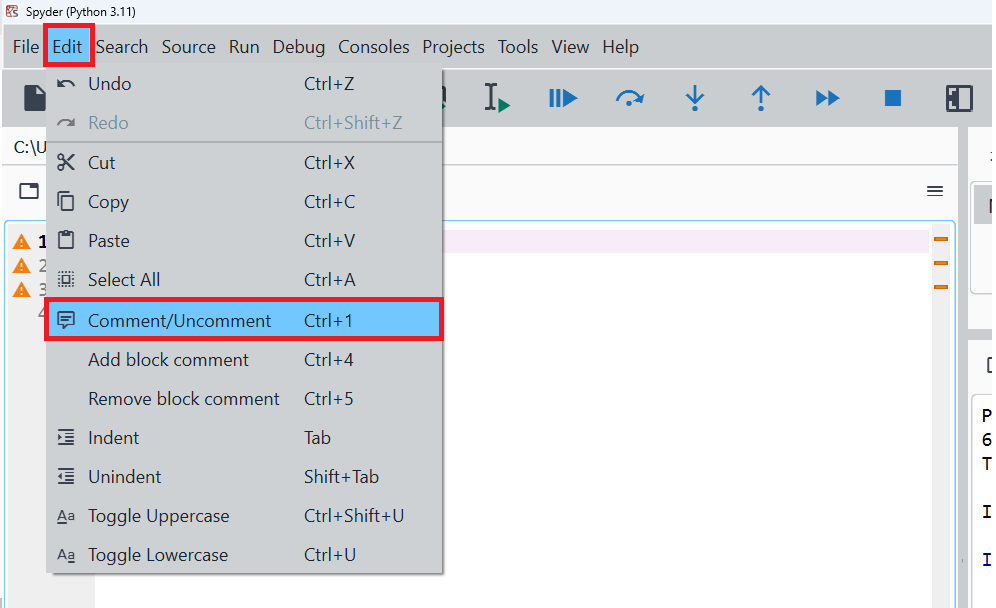 Spyder (Python 3.11)
File Edit Search Source Run Debug Consoles Projects Tools View Help
Undo Ctrl+Z
Redo Ctrl+Shift+Z
C:\U
Cut Ctrl+X
Copy Ctrl+C
Paste Ctrl+V
1
2
3
4
Select All Ctrl+A
Comment/Uncomment Ctrl+1
Add block comment Ctrl+4
Remove block comment Ctrl+5
Indent Tab
Unindent Shift+Tab
Aa Toggle Uppercase Ctrl+Shift+U
Aa Toggle Lowercase Ctrl+U
P
6
T
I
I